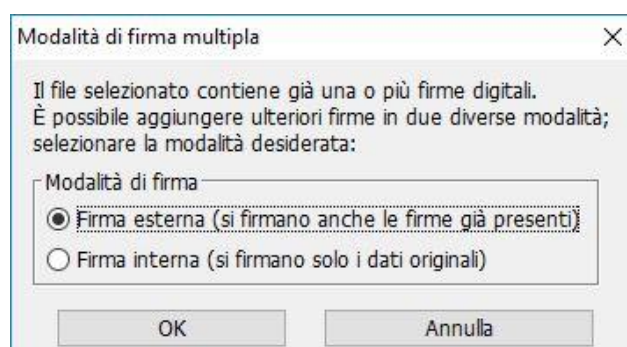 Modalità di firma multipla
Il file selezionato contiene già una o più firme digitali.
È possibile aggiungere ulteriori firme in due diverse modalità;
selezionare la modalità desiderata:
Modalità di firma
Firma esterna (si firmano anche le firme già presenti)
Firma interna (si firmano solo i dati originali)
OK Annulla